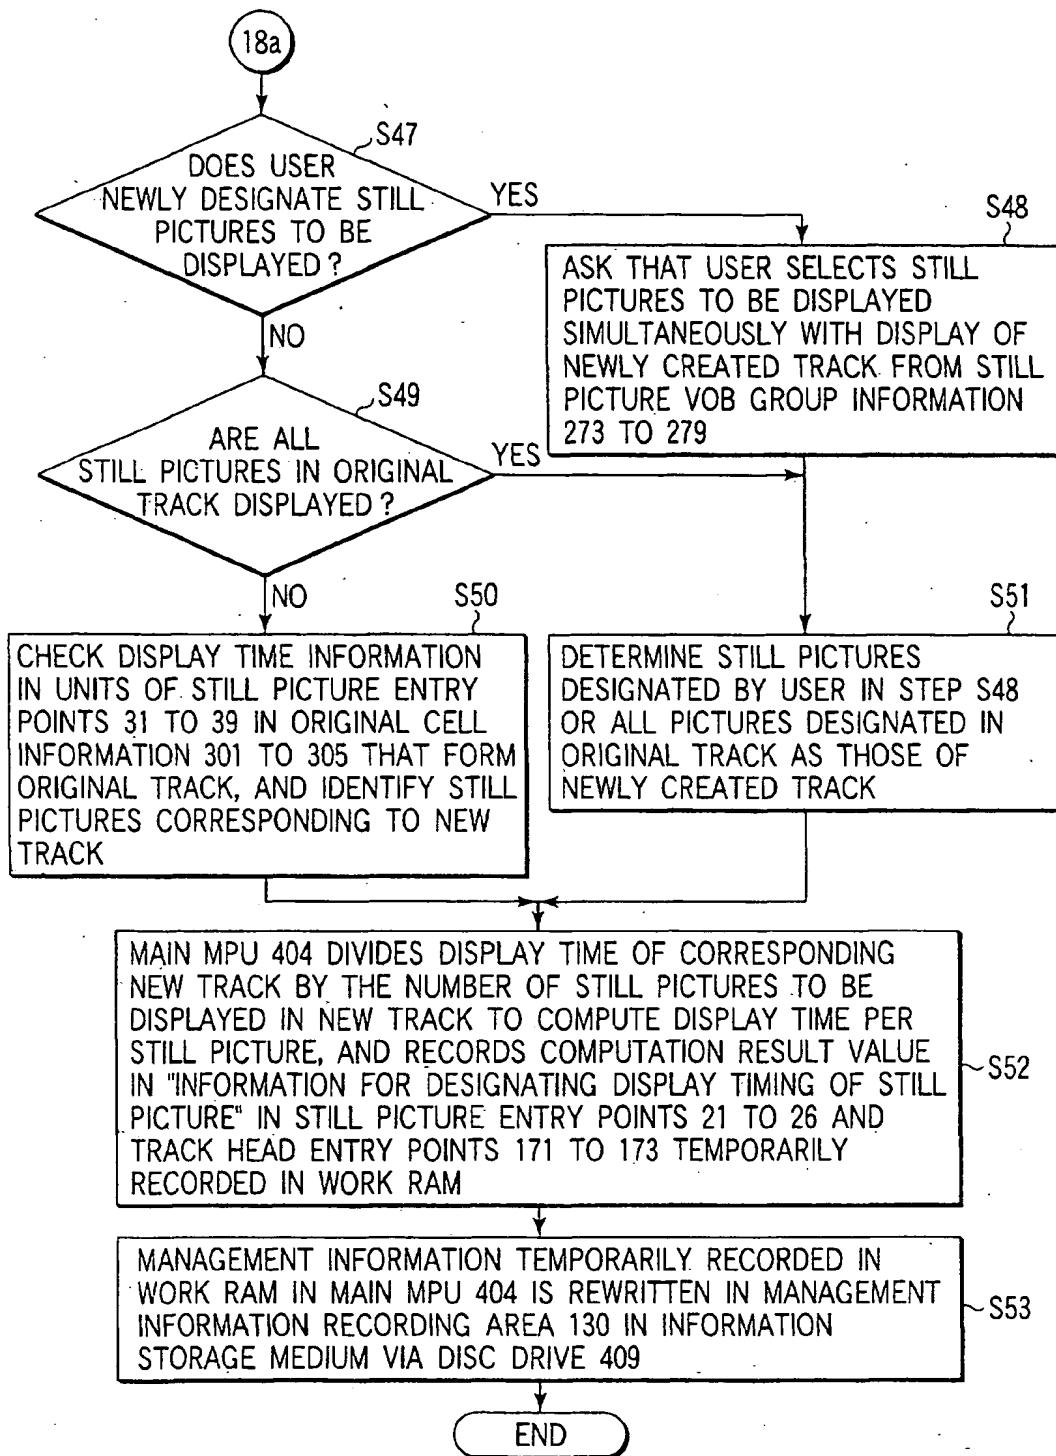 18a
S47
DOES USER
NEWLY DESIGNATE STILL
PICTURES TO BE
DISPLAYED?
YES
NO
S48
ASK THAT USER SELECTS STILL
PICTURES TO BE DISPLAYED
SIMULTANEOUSLY WITH DISPLAY OF
NEWLY CREATED TRACK FROM STILL
PICTURE VOB GROUP INFORMATION
273 TO 279
S49
ARE ALL
STILL PICTURES IN ORIGINAL
TRACK DISPLAYED?
YES
NO
S50
CHECK DISPLAY TIME INFORMATION
IN UNITS OF STILL PICTURE ENTRY
POINTS 31 TO 39 IN ORIGINAL CELL
INFORMATION 301 TO 305 THAT FORM
ORIGINAL TRACK, AND IDENTIFY STILL
PICTURES CORRESPONDING TO NEW
TRACK
S51
DETERMINE STILL PICTURES
DESIGNATED BY USER IN STEP S48
OR ALL PICTURES DESIGNATED IN
ORIGINAL TRACK AS THOSE OF
NEWLY CREATED TRACK
MAIN MPU 404 DIVIDES DISPLAY TIME OF CORRESPONDING
NEW TRACK BY THE NUMBER OF STILL PICTURES TO BE
DISPLAYED IN NEW TRACK TO COMPUTE DISPLAY TIME PER
STILL PICTURE, AND RECORDS COMPUTATION RESULT VALUE
IN "INFORMATION FOR DESIGNATING DISPLAY TIMING OF STILL
PICTURE" IN STILL PICTURE ENTRY POINTS 21 TO 26 AND
TRACK HEAD ENTRY POINTS 171 TO 173 TEMPORARILY
RECORDED IN WORK RAM
S52
MANAGEMENT INFORMATION TEMPORARILY RECORDED IN
WORK RAM IN MAIN MPU 404 IS REWRITTEN IN MANAGEMENT
INFORMATION RECORDING AREA 130 IN INFORMATION
STORAGE MEDIUM VIA DISC DRIVE 409
S53
END